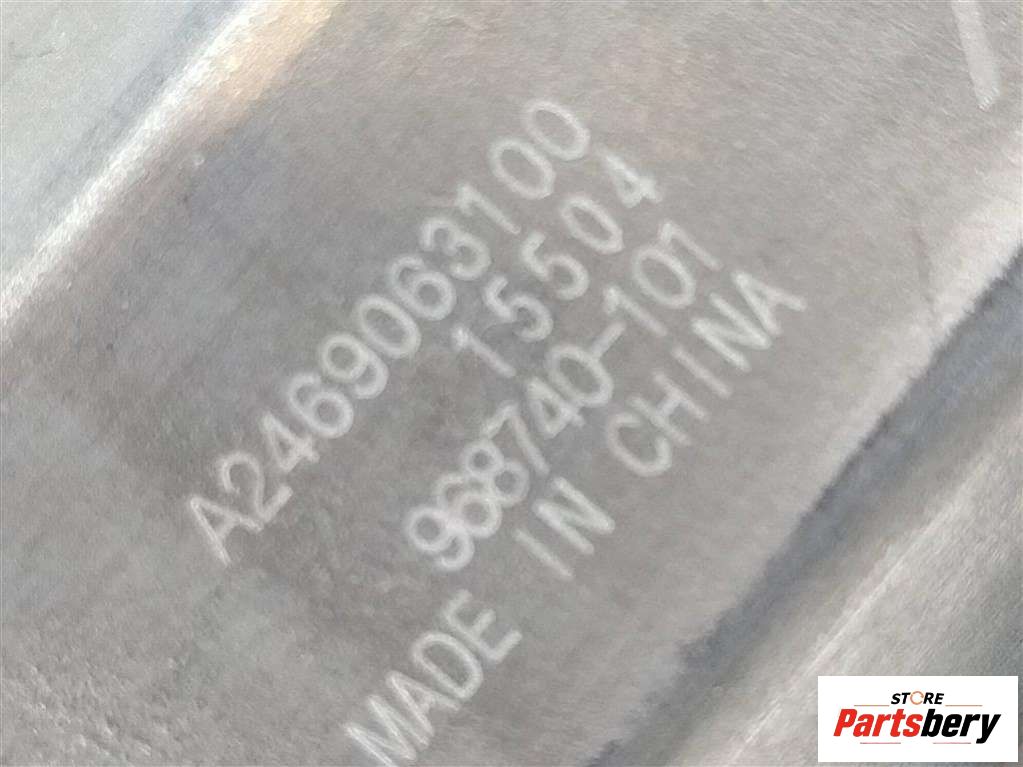 A2469063100
15504
968740-101
MADE IN CHINA
STORE
Partsbery